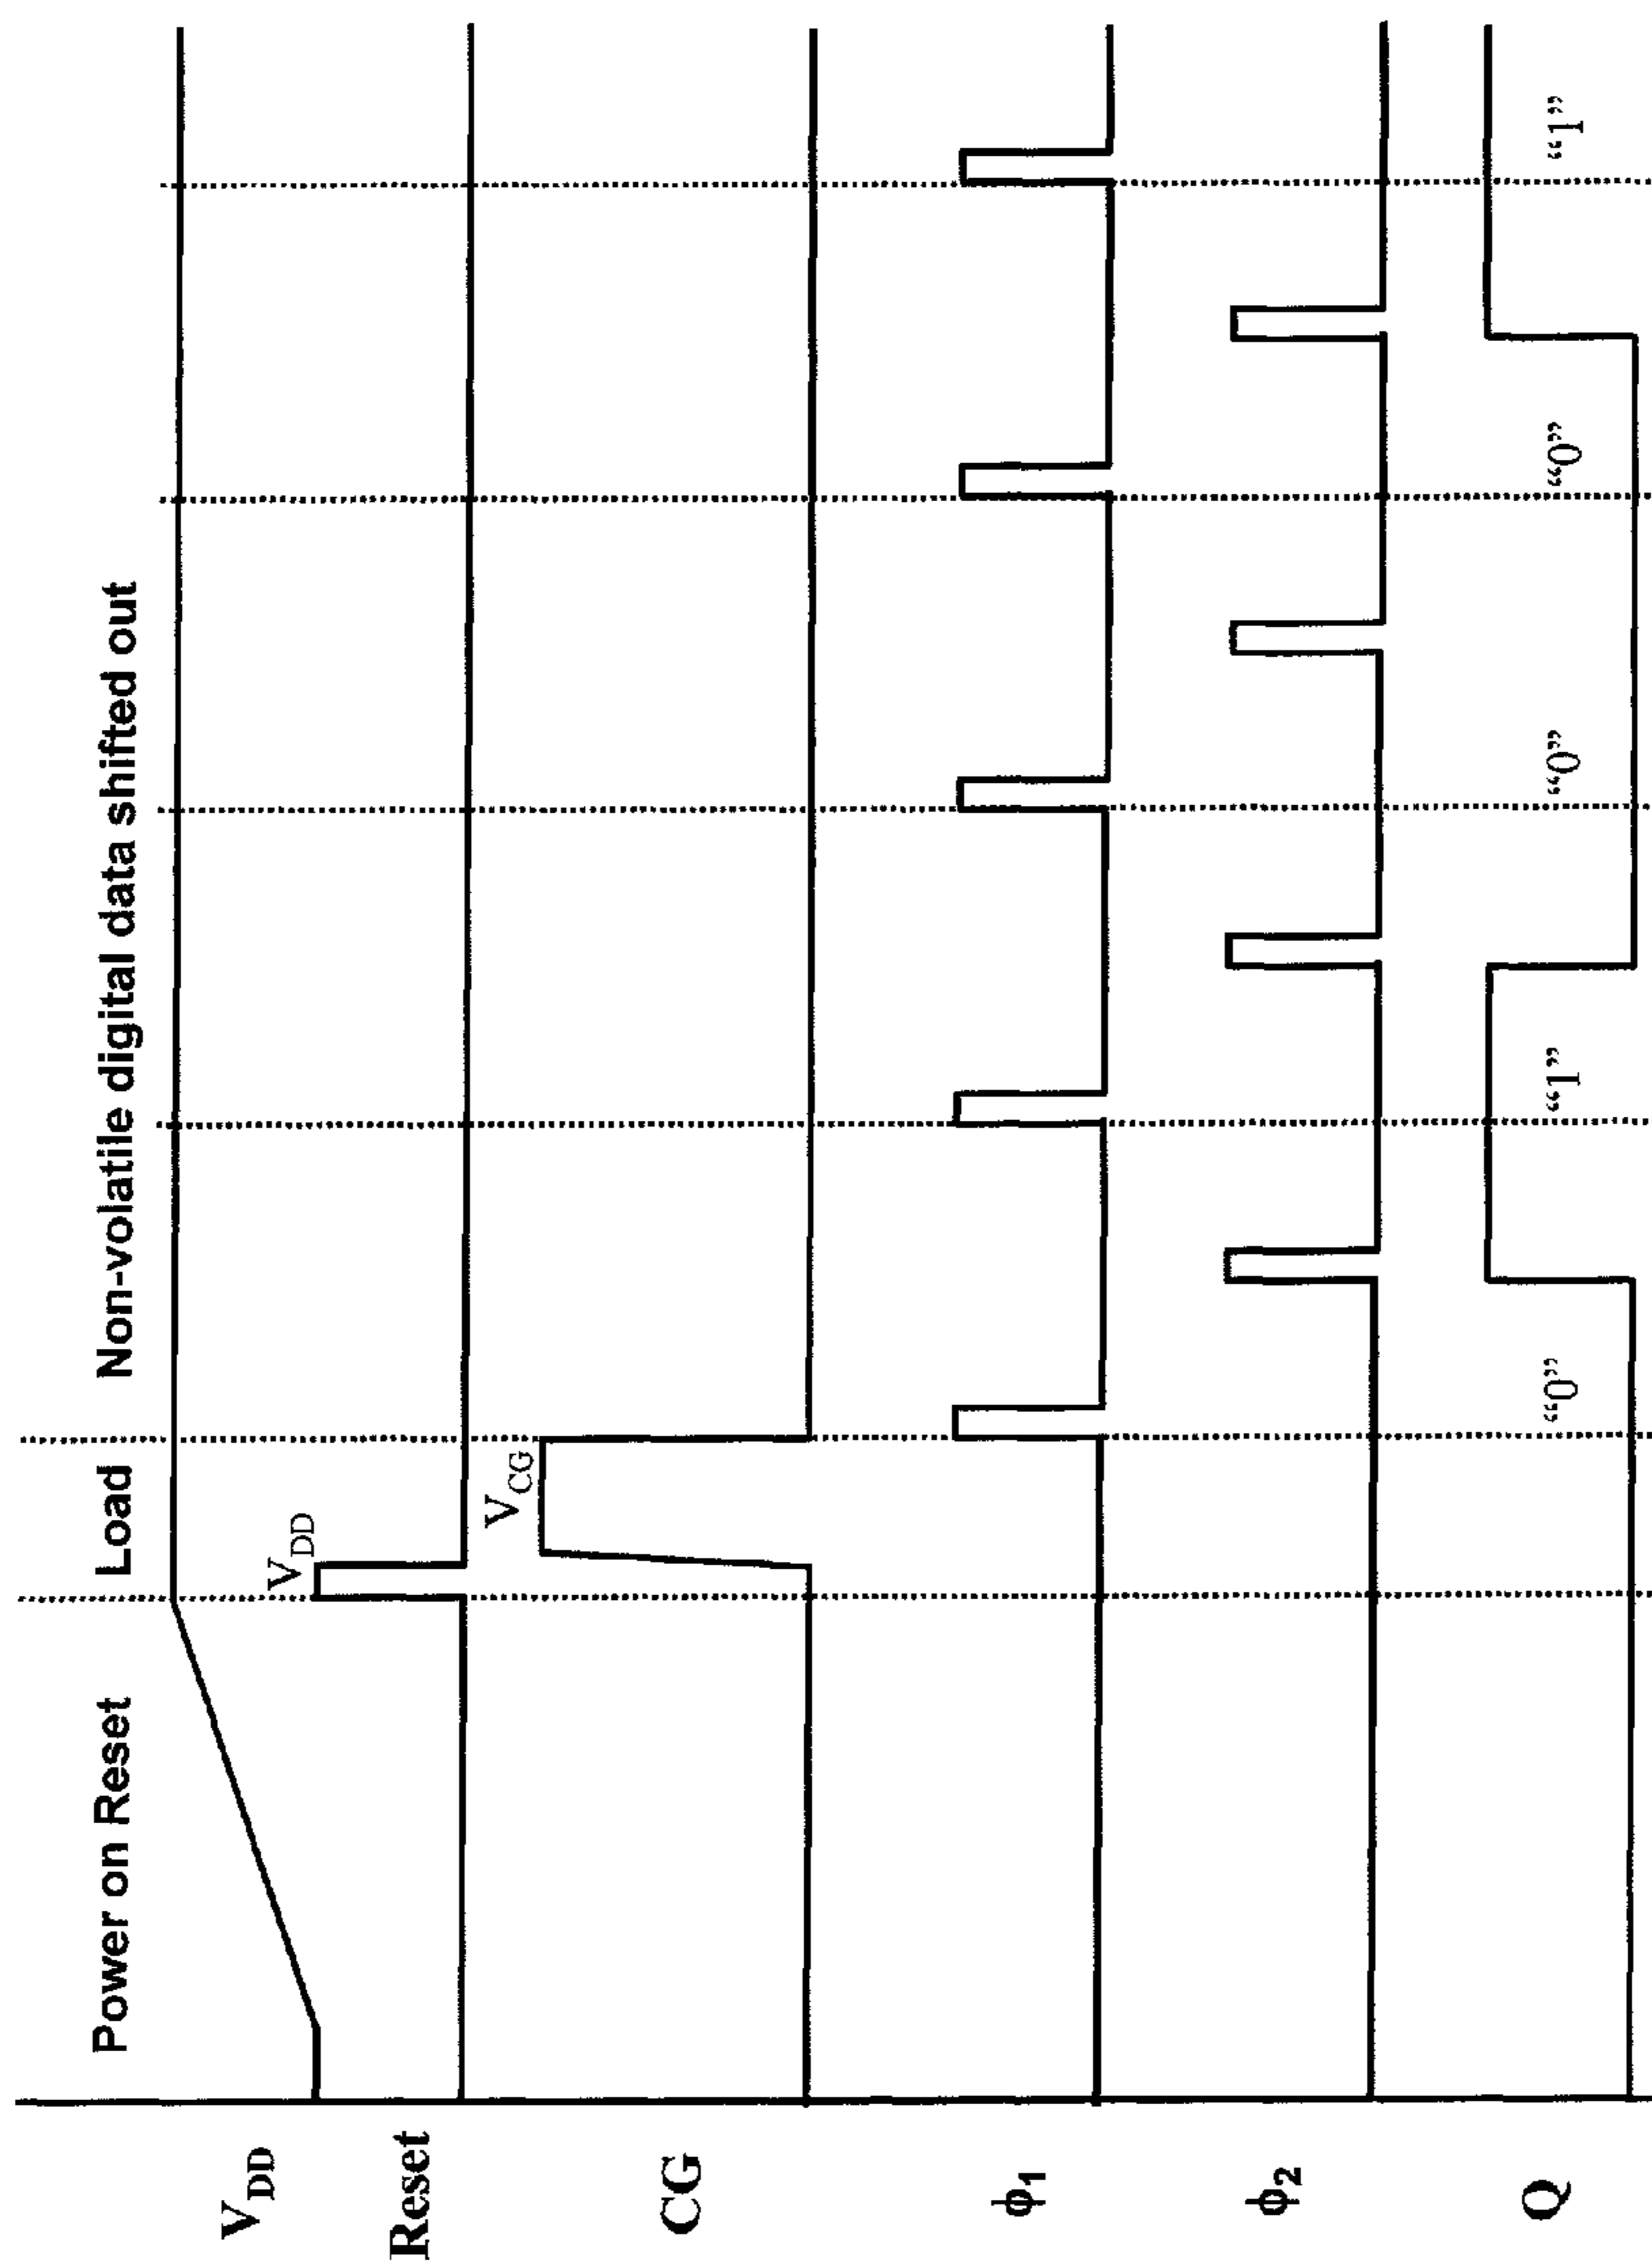 Power on Reset
Load
Non-volatile digital data shifted out
V_DD
V_DD
Reset
V_CG
CG
ϕ1
ϕ2
Q
“0”
“1”
“0”
“0”
“1”